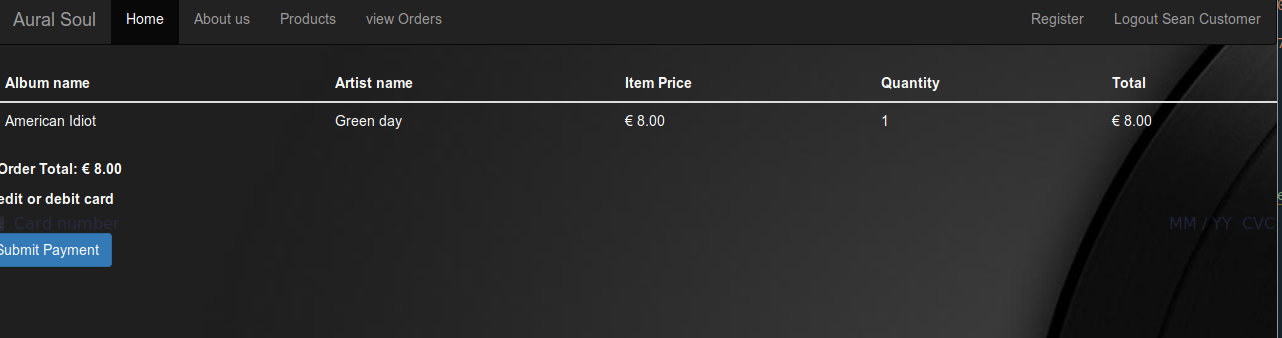 Aural Soul Home About us Products view Orders Register Logout Sean Customer
Album name Artist name Item Price Quantity Total
American Idiot Green day € 8.00 1 € 8.00
Order Total: € 8.00
edit or debit card
Card number MM / YY CVC
Submit Payment